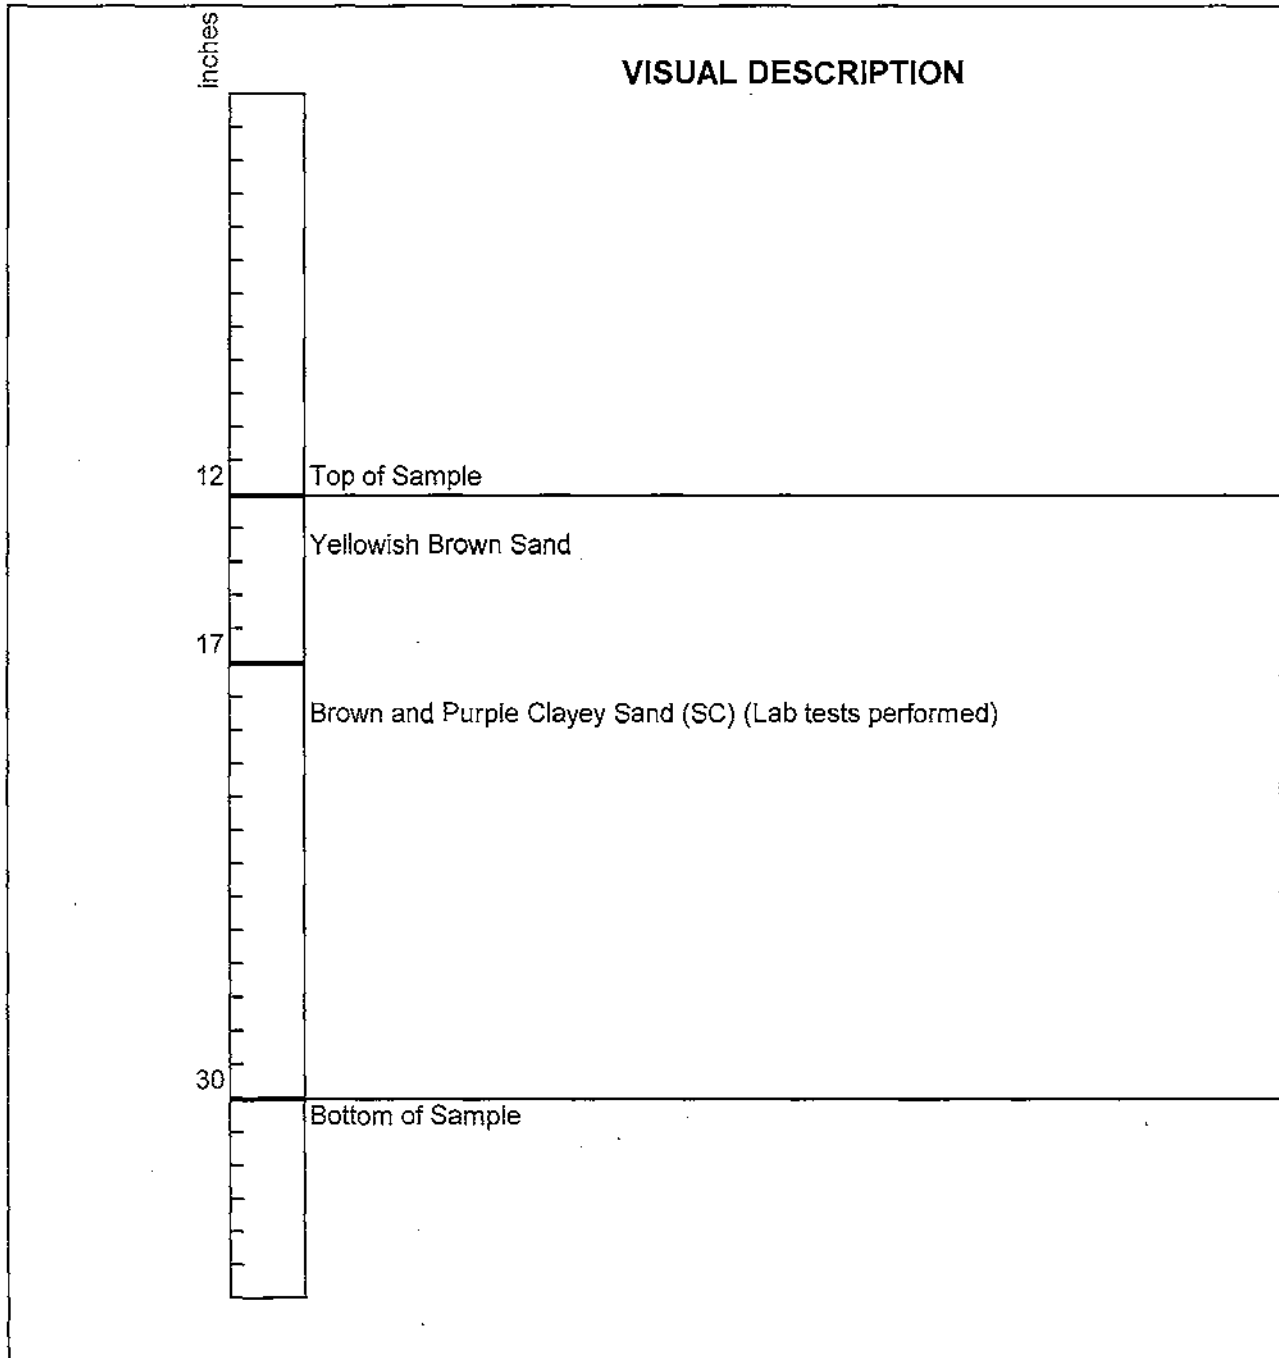 inches
VISUAL DESCRIPTION
12 Top of Sample
Yellowish Brown Sand
17
Brown and Purple Clayey Sand (SC) (Lab tests performed)
30
Bottom of Sample